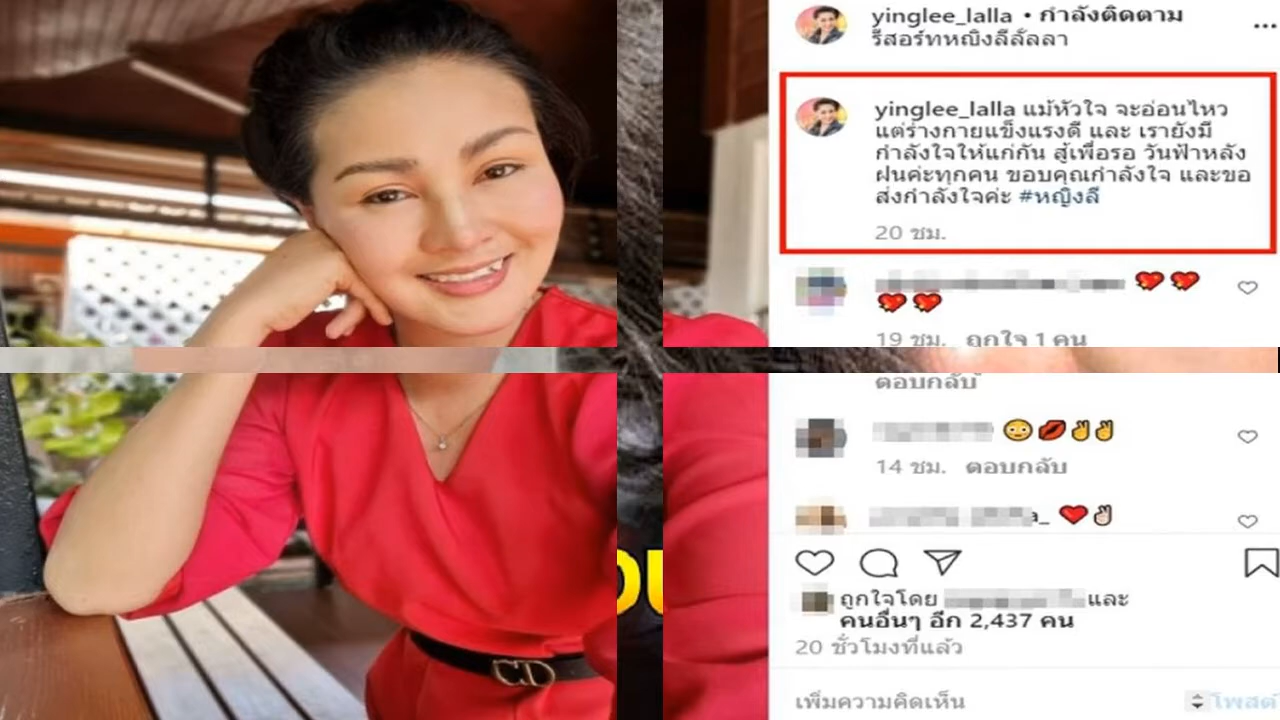 yinglee_lalla • กำลังติดตาม
รีสอร์ทหญิงลีลัลลา
yinglee_lalla แม้หัวใจ จะอ่อนไหว
แต่ร่างกายแข็งแรงดี และ เรายังมี
กำลังใจให้แก่กัน สู้เพื่อรอ วันฟ้าหลัง
ฝนค่ะทุกคน ขอบคุณกำลังใจ และขอ
ส่งกำลังใจค่ะ #หญิงลี
20 ชม.
19 ชม. ถูกใจ 1 คน
ตอบกลับ
14 ชม. ตอบกลับ
ถูกใจโดย และ
คนอื่นๆ อีก 2,437 คน
20 ชั่วโมงที่แล้ว
เพิ่มความคิดเห็น
โพสต์
CD